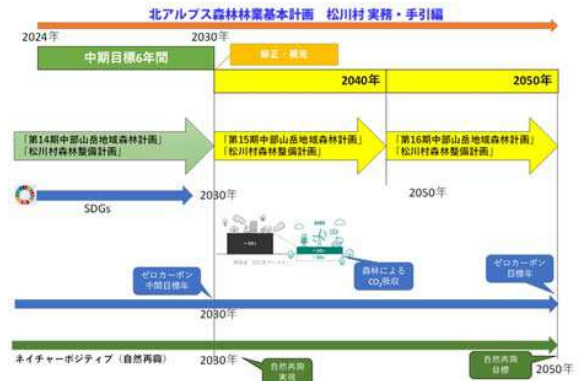 北アルプス森林林業基本計画　松川村 実務・手引編
2024年
2030年
中期目標6年間
修正・補完
2040年
2050年
「第14期中部山岳地域森林計画」
「松川村森林整備計画」
「第15期中部山岳地域森林計画」
「松川村森林整備計画」
「第16期中部山岳地域森林計画」
「松川村森林整備計画」
SDGs
2030年
2050年
森林による
CO₂吸収
ゼロカーボン
中間目標年
ゼロカーボン
目標年
2030年
ネイチャーポジティブ（自然再興）
2030年
自然再興
実現
自然再興
目標
2050年